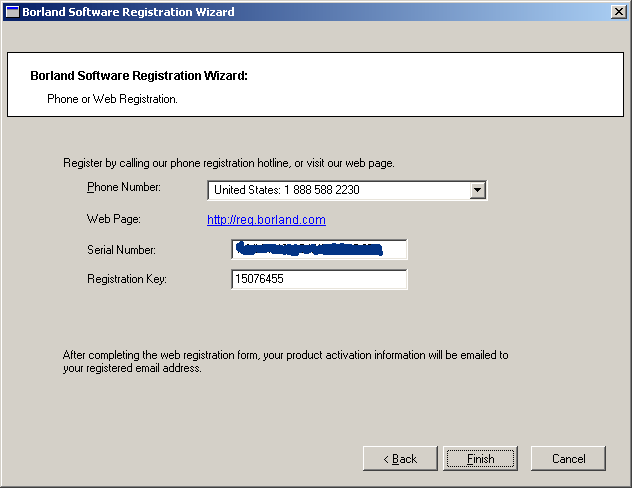 Borland Software Registration Wizard
Borland Software Registration Wizard:
Phone or Web Registration.
Register by calling our phone registration hotline, or visit our web page.
Phone Number: United States: 1 888 588 2230
Web Page: http://reg.borland.com
Serial Number:
Registration Key: 15076455
After completing the web registration form, your product activation information will be emailed to
your registered email address.
< Back Finish Cancel